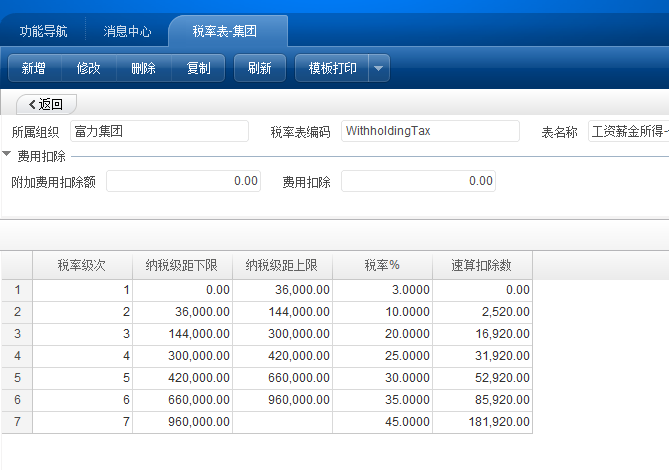 功能导航 消息中心 税率表-集团
新增 修改 删除 复制 刷新 模板打印
返回
所属组织 富力集团 税率表编码 WithholdingTax 表名称 工资薪金所得-
费用扣除
附加费用扣除额 0.00 费用扣除 0.00
税率级次 纳税级距下限 纳税级距上限 税率% 速算扣除数
1 1 0.00 36,000.00 3.0000 0.00
2 2 36,000.00 144,000.00 10.0000 2,520.00
3 3 144,000.00 300,000.00 20.0000 16,920.00
4 4 300,000.00 420,000.00 25.0000 31,920.00
5 5 420,000.00 660,000.00 30.0000 52,920.00
6 6 660,000.00 960,000.00 35.0000 85,920.00
7 7 960,000.00 45.0000 181,920.00